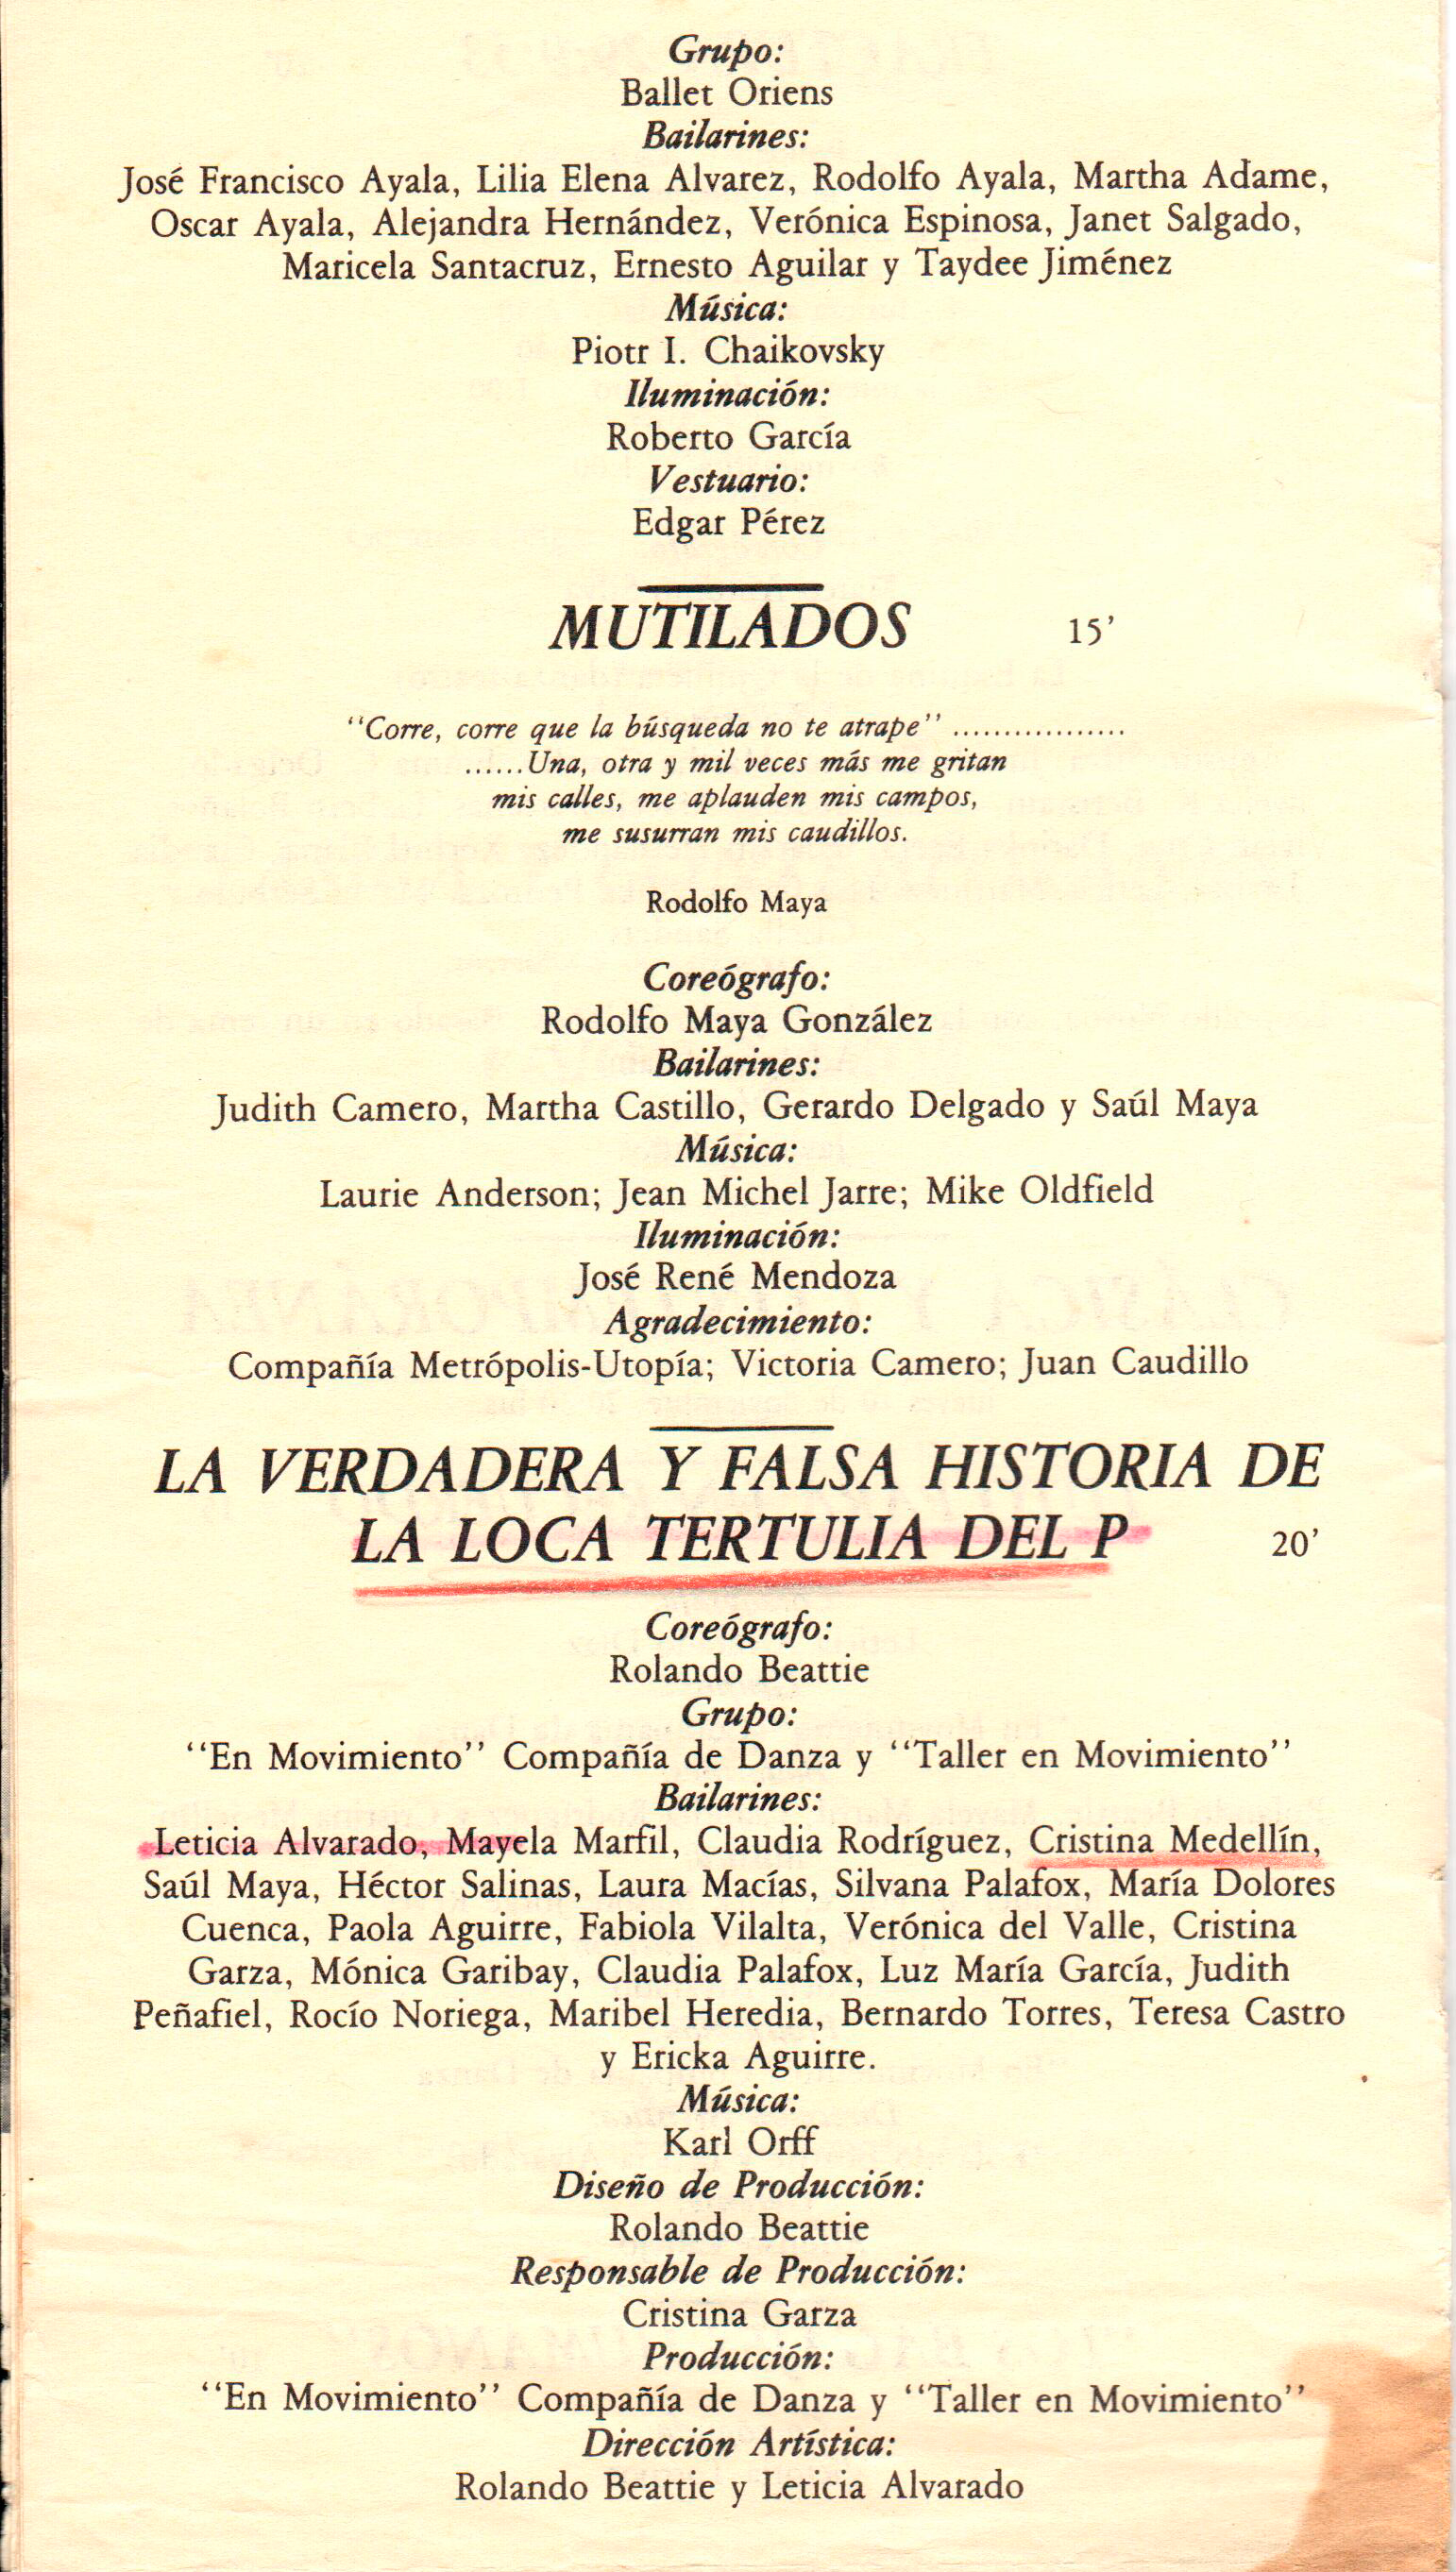 Grupo:
Ballet Oriens
Bailarines:
José Francisco Ayala, Lilia Elena Alvarez, Rodolfo Ayala, Martha Adame,
Oscar Ayala, Alejandra Hernández, Verónica Espinosa, Janet Salgado,
Maricela Santacruz, Ernesto Aguilar y Taydee Jiménez
Música:
Piotr I. Chaikovsky
Iluminación:
Roberto García
Vestuario:
Edgar Pérez
MUTILADOS 15'
"Corre, corre que la búsqueda no te atrape" .................
......Una, otra y mil veces más me gritan
mis calles, me aplauden mis campos,
me susurran mis caudillos.
Rodolfo Maya
Coreógrafo:
Rodolfo Maya González
Bailarines:
Judith Camero, Martha Castillo, Gerardo Delgado y Saúl Maya
Música:
Laurie Anderson; Jean Michel Jarre; Mike Oldfield
Iluminación:
José René Mendoza
Agradecimiento:
Compañía Metrópolis-Utopía; Victoria Camero; Juan Caudillo
LA VERDADERA Y FALSA HISTORIA DE
LA LOCA TERTULIA DEL P 20'
Coreógrafo:
Rolando Beattie
Grupo:
"En Movimiento" Compañía de Danza y "Taller en Movimiento"
Bailarines:
Leticia Alvarado, Mayela Marfil, Claudia Rodríguez, Cristina Medellín,
Saúl Maya, Héctor Salinas, Laura Macías, Silvana Palafox, María Dolores
Cuenca, Paola Aguirre, Fabiola Vilalta, Verónica del Valle, Cristina
Garza, Mónica Garibay, Claudia Palafox, Luz María García, Judith
Peñafiel, Rocío Noriega, Maribel Heredia, Bernardo Torres, Teresa Castro
y Ericka Aguirre.
Música:
Karl Orff
Diseño de Producción:
Rolando Beattie
Responsable de Producción:
Cristina Garza
Producción:
"En Movimiento" Compañía de Danza y "Taller en Movimiento"
Dirección Artística:
Rolando Beattie y Leticia Alvarado